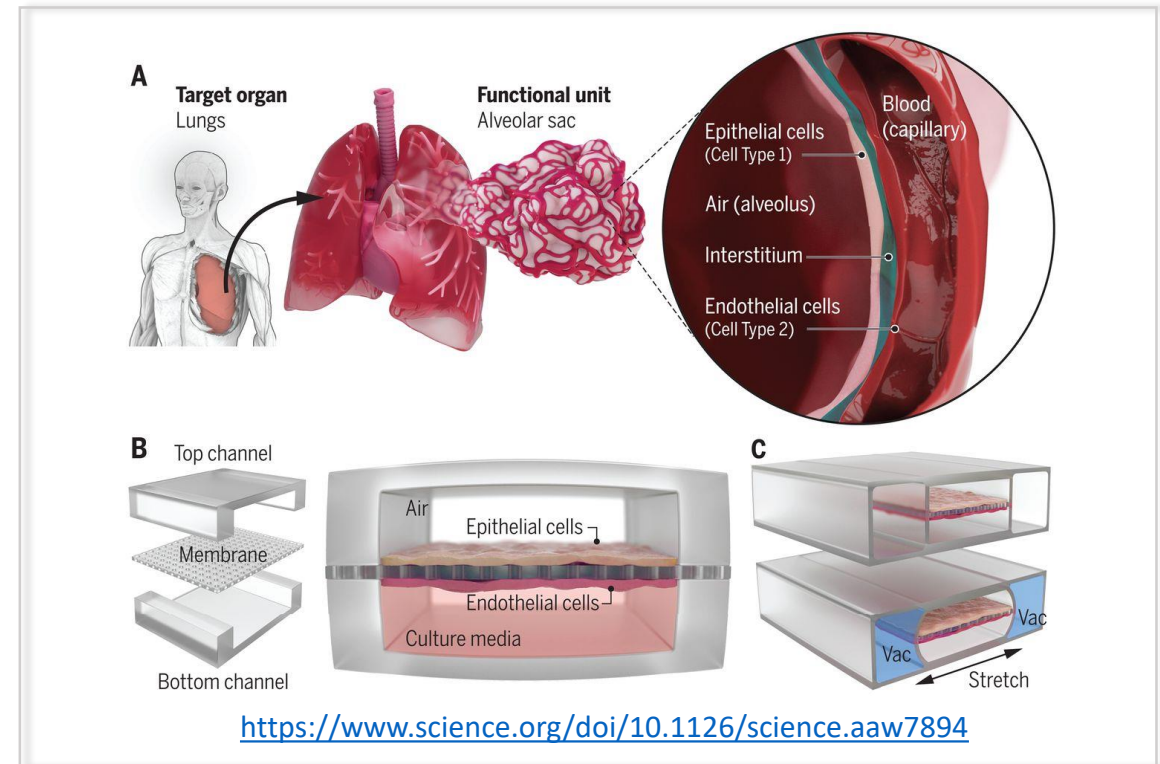 A
Target organ
Lungs
Functional unit
Alveolar sac
Epithelial cells
(Cell Type 1)
Air (alveolus)
Interstitium
Endothelial cells
(Cell Type 2)
Blood
(capillary)
B
Top channel
Membrane
Bottom channel
Air
Epithelial cells
Endothelial cells
Culture media
C
Vac
Vac
Stretch
https://www.science.org/doi/10.1126/science.aaw7894